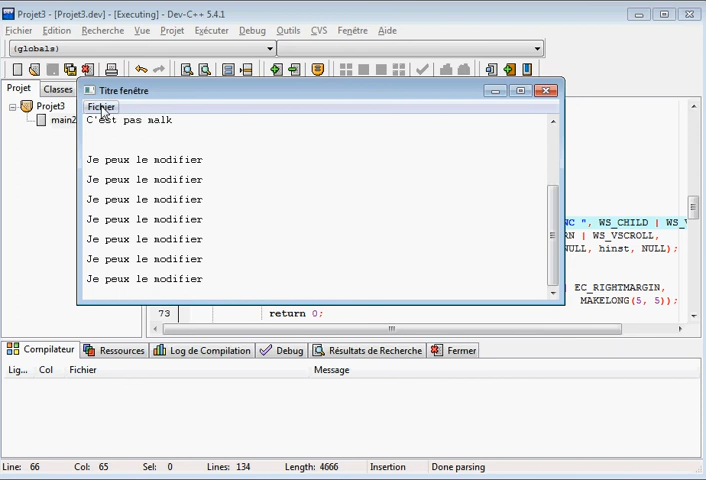 Projet3 - [Projet3.dev] - [Executing] - Dev-C++ 5.4.1
Fichier Edition Recherche Vue Projet Exécuter Debug Outils CVS Fenêtre Aide
(globals)
Projet Classes
Projet3
main2
Titre fenêtre
Fichier
C'est pas malk
Je peux le modifier
Je peux le modifier
Je peux le modifier
Je peux le modifier
Je peux le modifier
Je peux le modifier
Je peux le modifier
NC ", WS_CHILD | WS_V
RN | WS_VSCROLL,
NULL, hinst, NULL);
| EC_RIGHTMARGIN,
MAKELONG(5, 5));
73 return 0;
Compilateur Ressources Log de Compilation Debug Résultats de Recherche Fermer
Lig... Col Fichier Message
Line: 66 Col: 65 Sel: 0 Lines: 134 Length: 4666 Insertion Done parsing